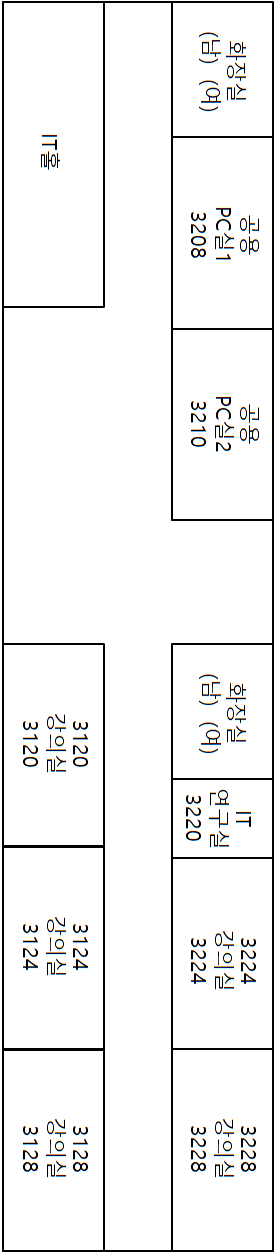 화장실
(남) (여)
공용
PC실1
3208
공용
PC실2
3210
화장실
(남) (여)
IT
연구실
3220
3224
강의실
3224
3228
강의실
3228
IT홀
3120
강의실
3120
3124
강의실
3124
3128
강의실
3128